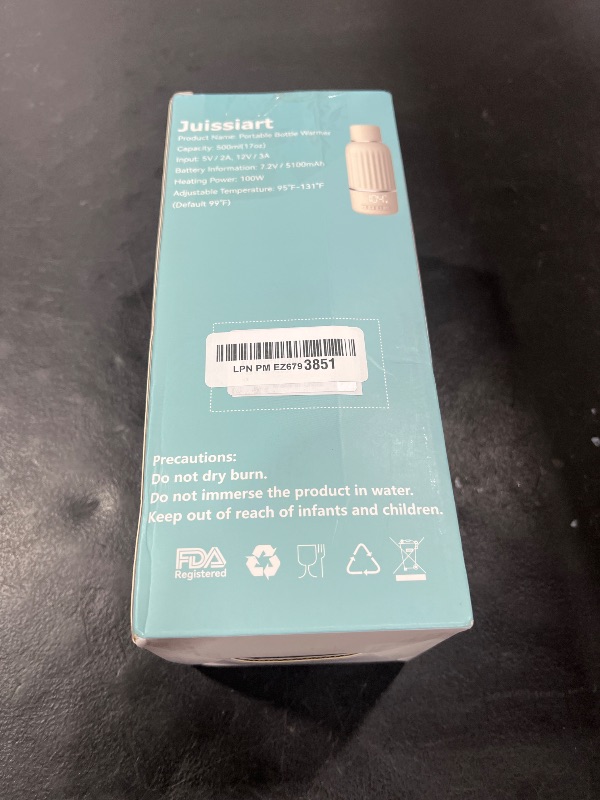 Juissiart
Product Name: Portable Bottle Warmer
Capacity: 500ml(17oz)
Input: 5V / 2A, 12V / 3A
Battery Information: 7.2V / 5100mAh
Heating Power: 100W
Adjustable Temperature: 95°F-131°F
(Default 99°F)
LPN PM EZ6793851
Precautions:
Do not dry burn.
Do not immerse the product in water.
Keep out of reach of infants and children.
FDA
Registered